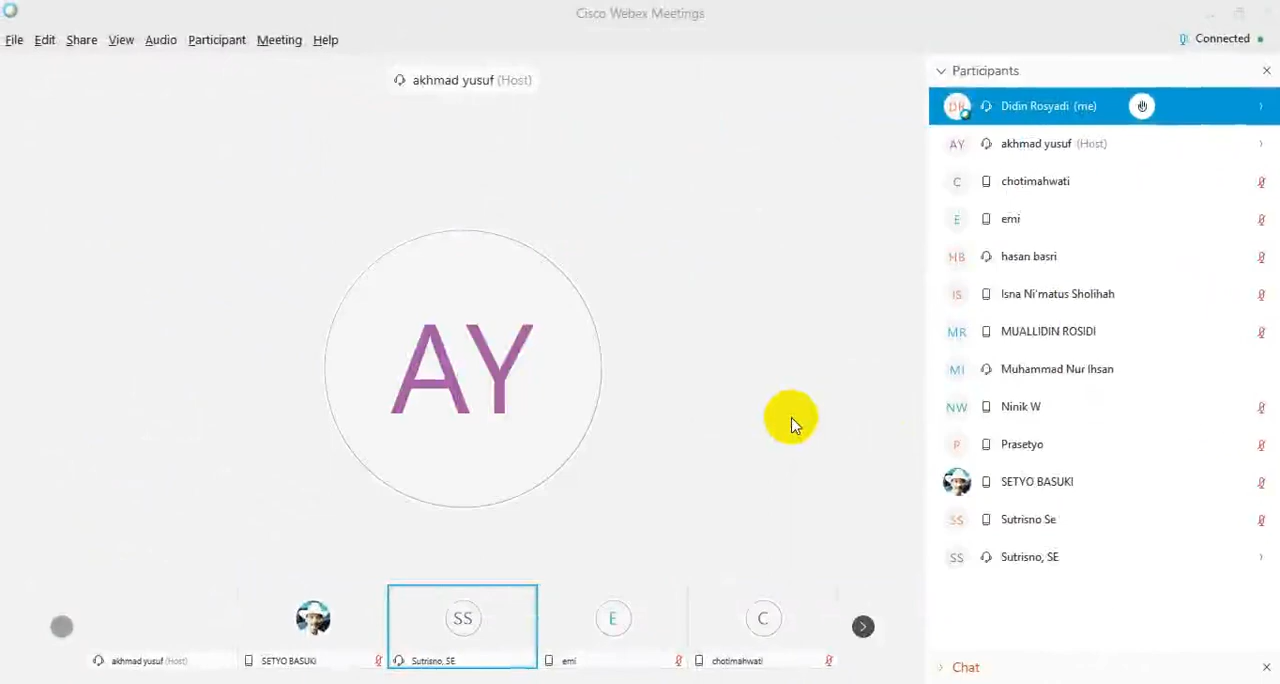 Cisco Webex Meetings
File Edit Share View Audio Participant Meeting Help
Connected
akhmad yusuf (Host)
AY
SETYO BASUKI
SS
Sutrisno, SE
E
emi
C
chotimahwati
akhmad yusuf (Host)
Participants
DR Didin Rosyadi (me)
AY akhmad yusuf (Host)
C chotimahwati
E emi
HB hasan basri
IS Isna Ni'matus Sholihah
MR MUALLIDIN ROSIDI
MI Muhammad Nur Ihsan
NW Ninik W
P Prasetyo
SETYO BASUKI
SS Sutrisno Se
SS Sutrisno, SE
Chat